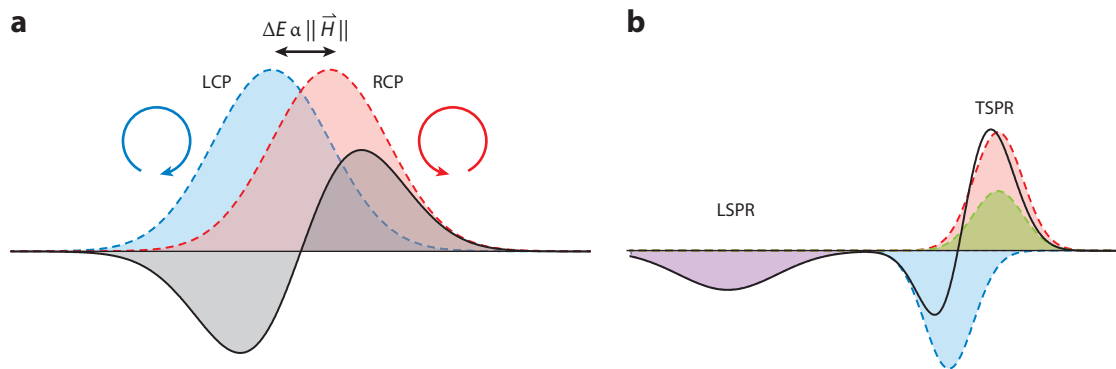 a
ΔE α || H⃗ ||
LCP
RCP
b
TSPR
LSPR